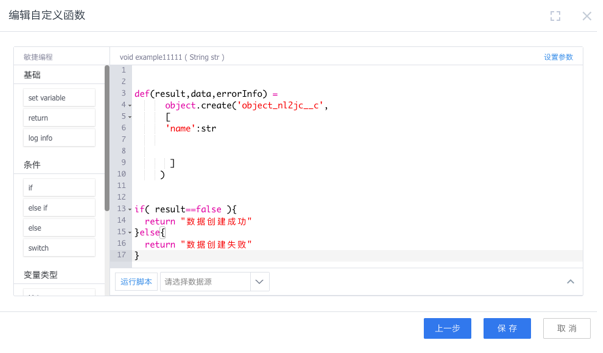 编辑自定义函数
敏捷编程
void example11111 ( String str )
设置参数
基础
set variable
return
log info
条件
if
else if
else
switch
变量类型
1
2
3 def(result,data,errorInfo) =
4 object.create('object_nl2jc__c',
5 [
6 'name':str
7
8
9 ]
10 )
11
12
13 if( result==false ){
14 return "数据创建成功"
15 }else{
16 return "数据创建失败"
17 }
运行脚本
请选择数据源
上一步
保 存
取 消